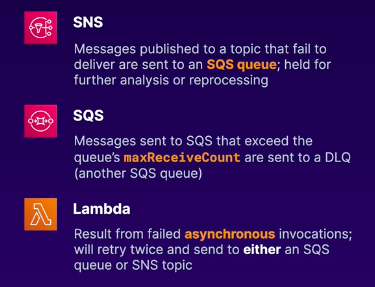 SNS
Messages published to a topic that fail to
deliver are sent to an SQS queue; held for
further analysis or reprocessing
SQS
Messages sent to SQS that exceed the
queue's maxReceiveCount are sent to a DLQ
(another SQS queue)
Lambda
Result from failed asynchronous invocations;
will retry twice and send to either an SQS
queue or SNS topic